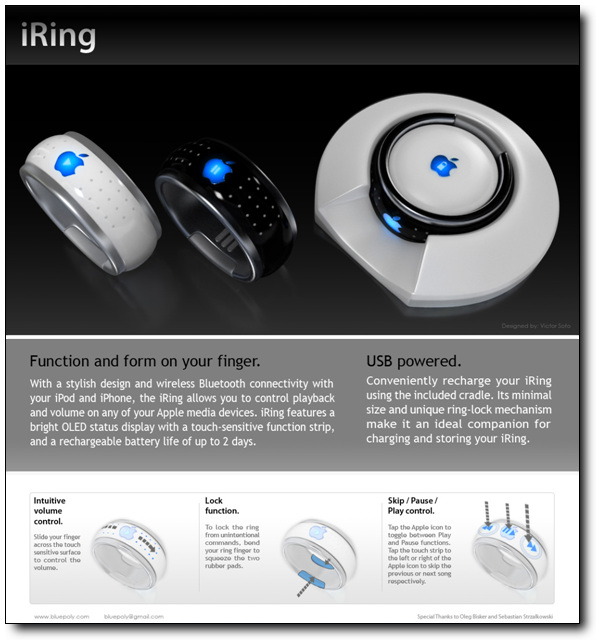 iRing
Designed by: Victor Soto
Function and form on your finger.
With a stylish design and wireless Bluetooth connectivity with
your iPod and iPhone, the iRing allows you to control playback
and volume on any of your Apple media devices. iRing features a
bright OLED status display with a touch-sensitive function strip,
and a rechargeable battery life of up to 2 days.
USB powered.
Conveniently recharge your iRing
using the included cradle. Its minimal
size and unique ring-lock mechanism
make it an ideal companion for
charging and storing your iRing.
Intuitive
volume
control.
Slide your finger
across the touch
sensitive surface
to control the
volume.
Lock
function.
To lock the ring
from unintentional
commands, bend
your ring finger to
squeeze the two
rubber pads.
Skip / Pause /
Play control.
Tap the Apple icon to
toggle between Play
and Pause functions.
Tap the touch strip to
the left or right of the
Apple icon to skip the
previous or next song
respectively.
www.bluepoly.com bluepoly@gmail.com
Special Thanks to Oleg Bisker and Sebastian Strzalkowski